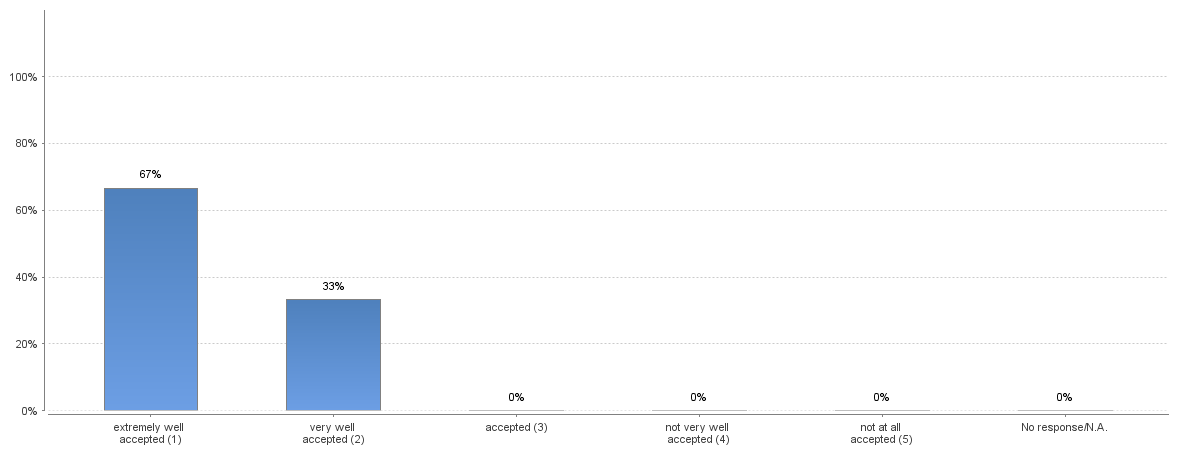 100%
80%
60%
40%
20%
0%
67%
33%
0%
0%
0%
0%
extremely well
accepted (1)
very well
accepted (2)
accepted (3)
not very well
accepted (4)
not at all
accepted (5)
No response/N.A.